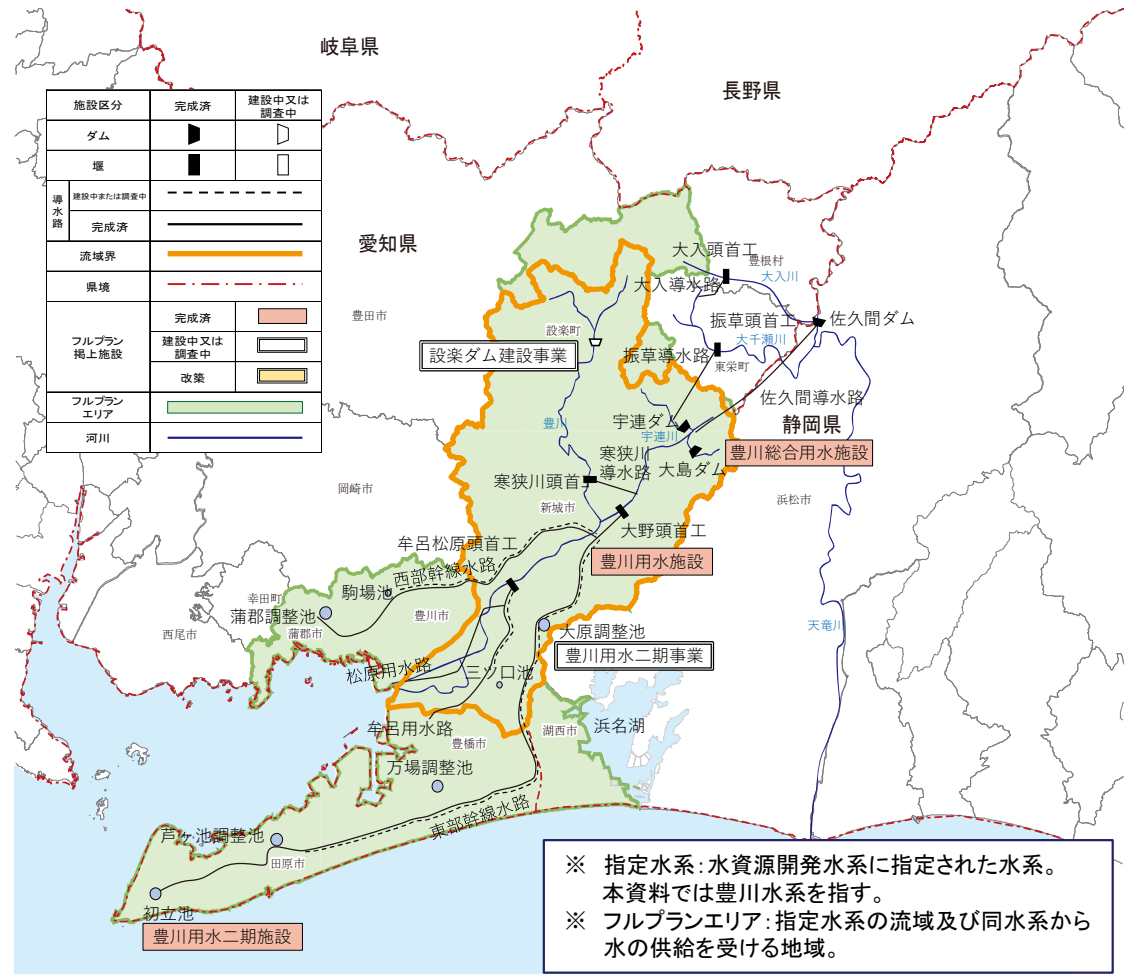 岐阜県
長野県
愛知県
静岡県
施設区分
完成済
建設中又は
調査中
ダム
堰
導水路
建設中または調査中
完成済
流域界
県境
フルプラン
掲上施設
完成済
建設中又は
調査中
改築
フルプラン
エリア
河川
大入頭首工
豊根村
大入川
大入導水路
振草頭首工
佐久間ダム
大千瀬川
設楽町
設楽ダム建設事業
振草導水路
東栄町
佐久間導水路
豊田市
豊川
宇連ダム
宇連川
豊川総合用水施設
寒狭川
導水路
大島ダム
寒狭川頭首工
岡崎市
新城市
浜松市
大野頭首工
牟呂松原頭首工
西部幹線水路
豊川用水施設
駒場池
幸田町
蒲郡調整池
豊川市
西尾市
蒲郡市
大原調整池
天竜川
豊川用水二期事業
松原用水路
三ツ口池
牟呂用水路
湖西市
浜名湖
豊橋市
万場調整池
東部幹線水路
芦ヶ池調整池
田原市
初立池
豊川用水二期施設
※ 指定水系:水資源開発水系に指定された水系。
本資料では豊川水系を指す。
※ フルプランエリア:指定水系の流域及び同水系から
水の供給を受ける地域。